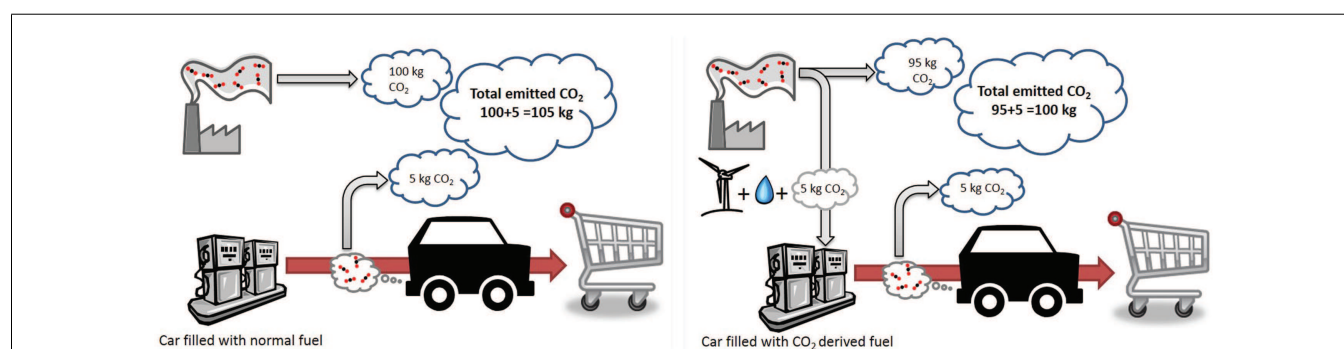 100 kg
CO₂
Total emitted CO₂
100+5 =105 kg
5 kg CO₂
Car filled with normal fuel
95 kg
CO₂
Total emitted CO₂
95+5 =100 kg
+
+
5 kg CO₂
5 kg CO₂
Car filled with CO₂ derived fuel